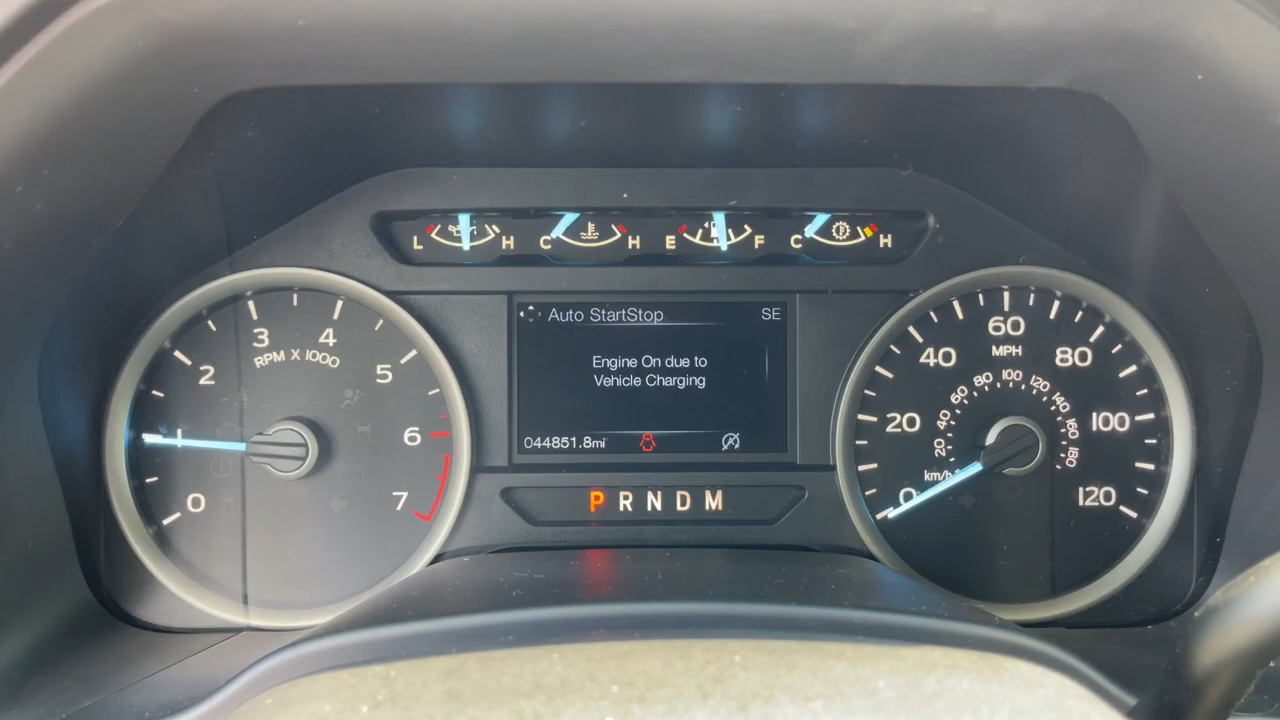 L H C H E F C H
Auto StartStop SE
Engine On due to
Vehicle Charging
044851.8mi
P R N D M
0 1 2 3 4 5 6 7
RPM X 1000
0 20 40 60 80 100 120
MPH
20 40 60 80 100 120 140 160 180
km/h